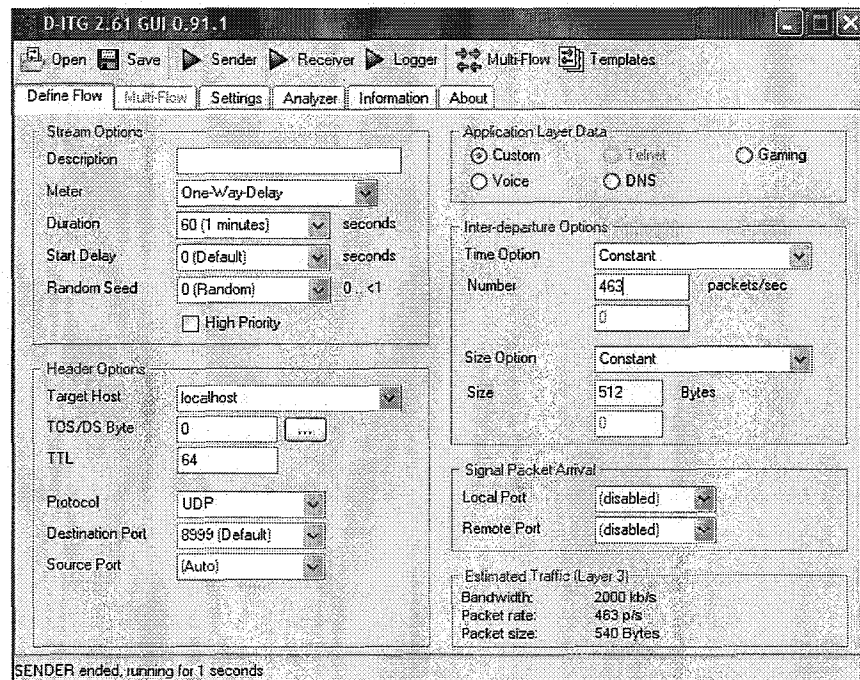 D-ITG 2.61 GUI 0.91.1
Open Save Sender Receiver Logger Multi-Flow Templates
Define Flow Multi-Flow Settings Analyzer Information About
Stream Options
Description
Meter One-Way-Delay
Duration 60 (1 minutes) seconds
Start Delay 0 (Default) seconds
Random Seed 0 (Random) 0...<1
High Priority
Header Options
Target Host localhost
TOS/DS Byte 0 ...
TTL 64
Protocol UDP
Destination Port 8999 (Default)
Source Port (Auto)
Application Layer Data
Custom Telnet Gaming
Voice DNS
Inter-departure Options
Time Option Constant
Number 463 packets/sec
0
Size Option Constant
Size 512 Bytes
0
Signal Packet Arrival
Local Port (disabled)
Remote Port (disabled)
Estimated Traffic (Layer 3)
Bandwidth: 2000 kb/s
Packet rate: 463 p/s
Packet size: 540 Bytes
SENDER ended, running for 1 seconds